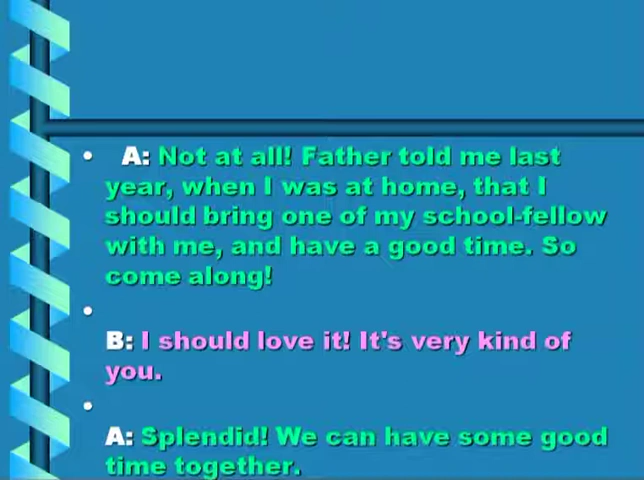 A: Not at all! Father told me last
year, when I was at home, that I
should bring one of my school-fellow
with me, and have a good time. So
come along!
B: I should love it! It's very kind of
you.
A: Splendid! We can have some good
time together.